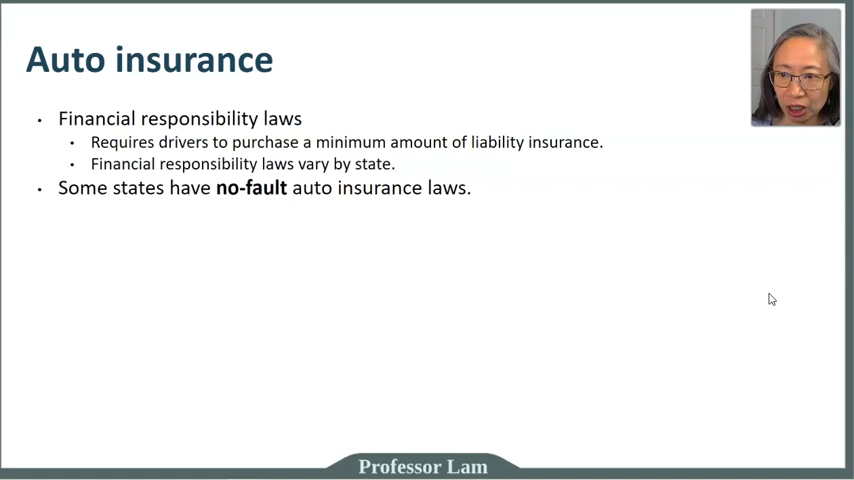 Auto insurance
• Financial responsibility laws
• Requires drivers to purchase a minimum amount of liability insurance.
• Financial responsibility laws vary by state.
• Some states have no-fault auto insurance laws.
Professor Lam